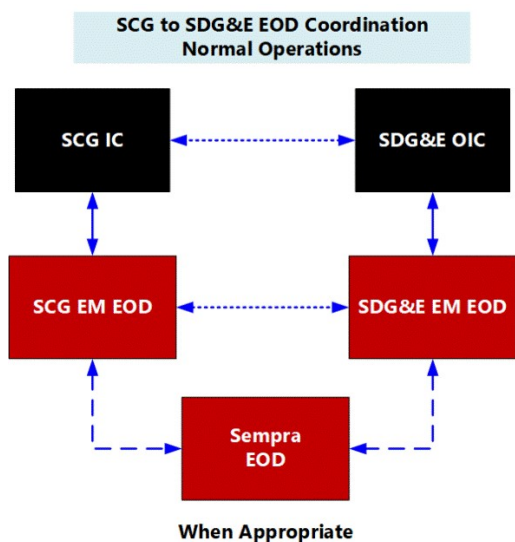 SCG to SDG&E EOD Coordination
Normal Operations
SCG IC
SDG&E OIC
SCG EM EOD
SDG&E EM EOD
Sempra
EOD
When Appropriate